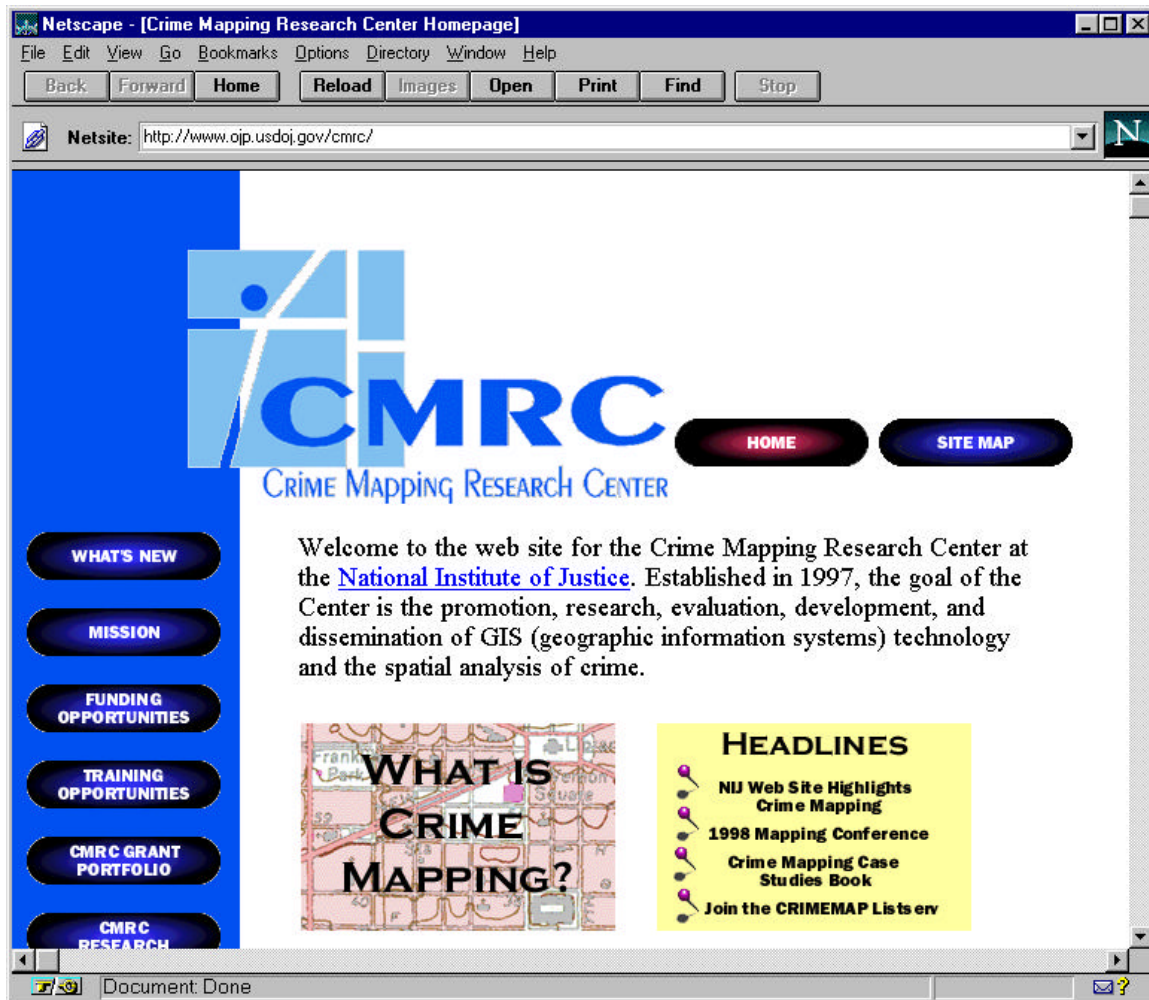 Netscape - [Crime Mapping Research Center Homepage]
File Edit View Go Bookmarks Options Directory Window Help
Back Forward Home Reload Images Open Print Find Stop
Netsite: http://www.ojp.usdoj.gov/cmrc/
N
CMRC
CRIME MAPPING RESEARCH CENTER
HOME
SITE MAP
WHAT'S NEW
MISSION
FUNDING
OPPORTUNITIES
TRAINING
OPPORTUNITIES
CMRC GRANT
PORTFOLIO
CMRC
RESEARCH
Welcome to the web site for the Crime Mapping Research Center at
the National Institute of Justice. Established in 1997, the goal of the
Center is the promotion, research, evaluation, development, and
dissemination of GIS (geographic information systems) technology
and the spatial analysis of crime.
WHAT IS
CRIME
MAPPING?
Park
Square
HEADLINES
NIJ Web Site Highlights
Crime Mapping
1998 Mapping Conference
Crime Mapping Case
Studies Book
Join the CRIMEMAP Listserv
Document: Done